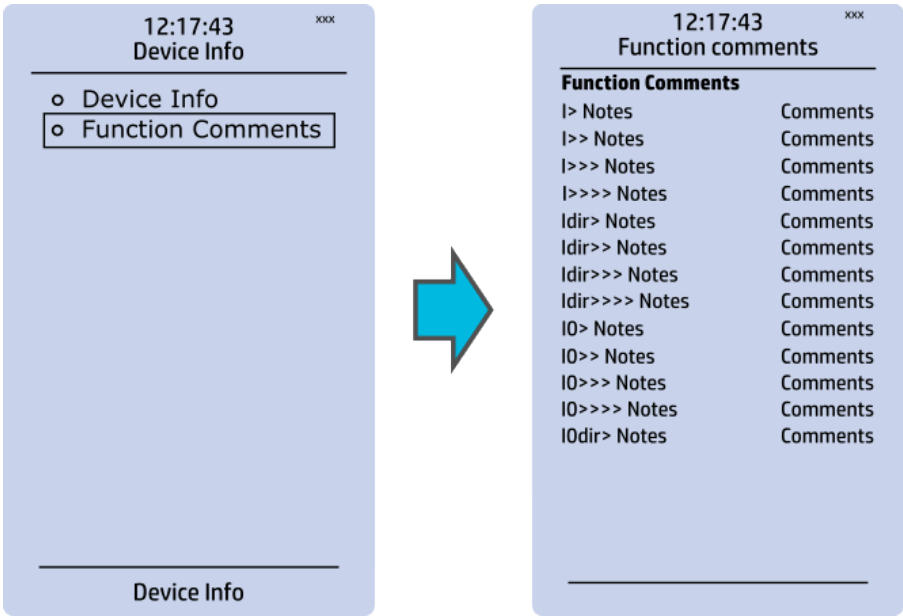 12:17:43 xxx
Device Info
Device Info
Function Comments
Device Info
12:17:43 xxx
Function comments
Function Comments
I> Notes Comments
I>> Notes Comments
I>>> Notes Comments
I>>>> Notes Comments
Idir> Notes Comments
Idir>> Notes Comments
Idir>>> Notes Comments
Idir>>>> Notes Comments
I0> Notes Comments
I0>> Notes Comments
I0>>> Notes Comments
I0>>>> Notes Comments
I0dir> Notes Comments